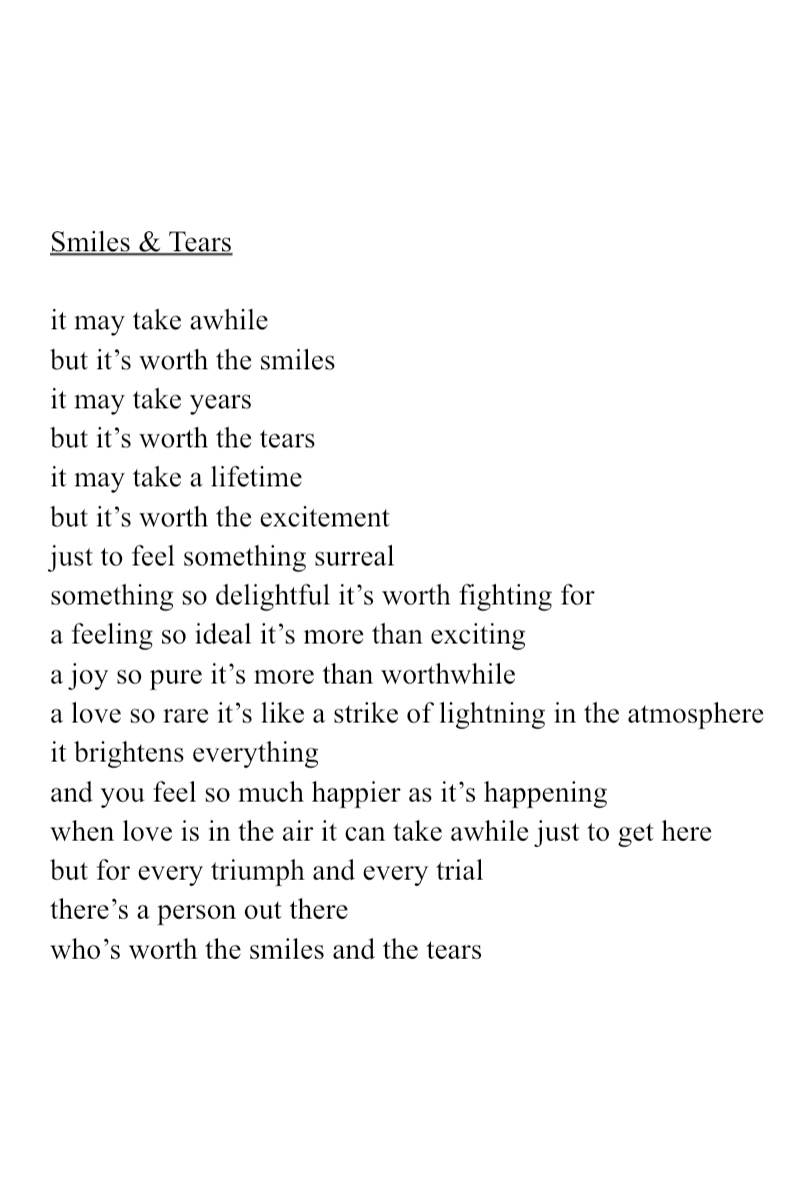 Smiles & Tears
it may take awhile
but it’s worth the smiles
it may take years
but it’s worth the tears
it may take a lifetime
but it’s worth the excitement
just to feel something surreal
something so delightful it’s worth fighting for
a feeling so ideal it’s more than exciting
a joy so pure it’s more than worthwhile
a love so rare it’s like a strike of lightning in the atmosphere
it brightens everything
and you feel so much happier as it’s happening
when love is in the air it can take awhile just to get here
but for every triumph and every trial
there’s a person out there
who’s worth the smiles and the tears